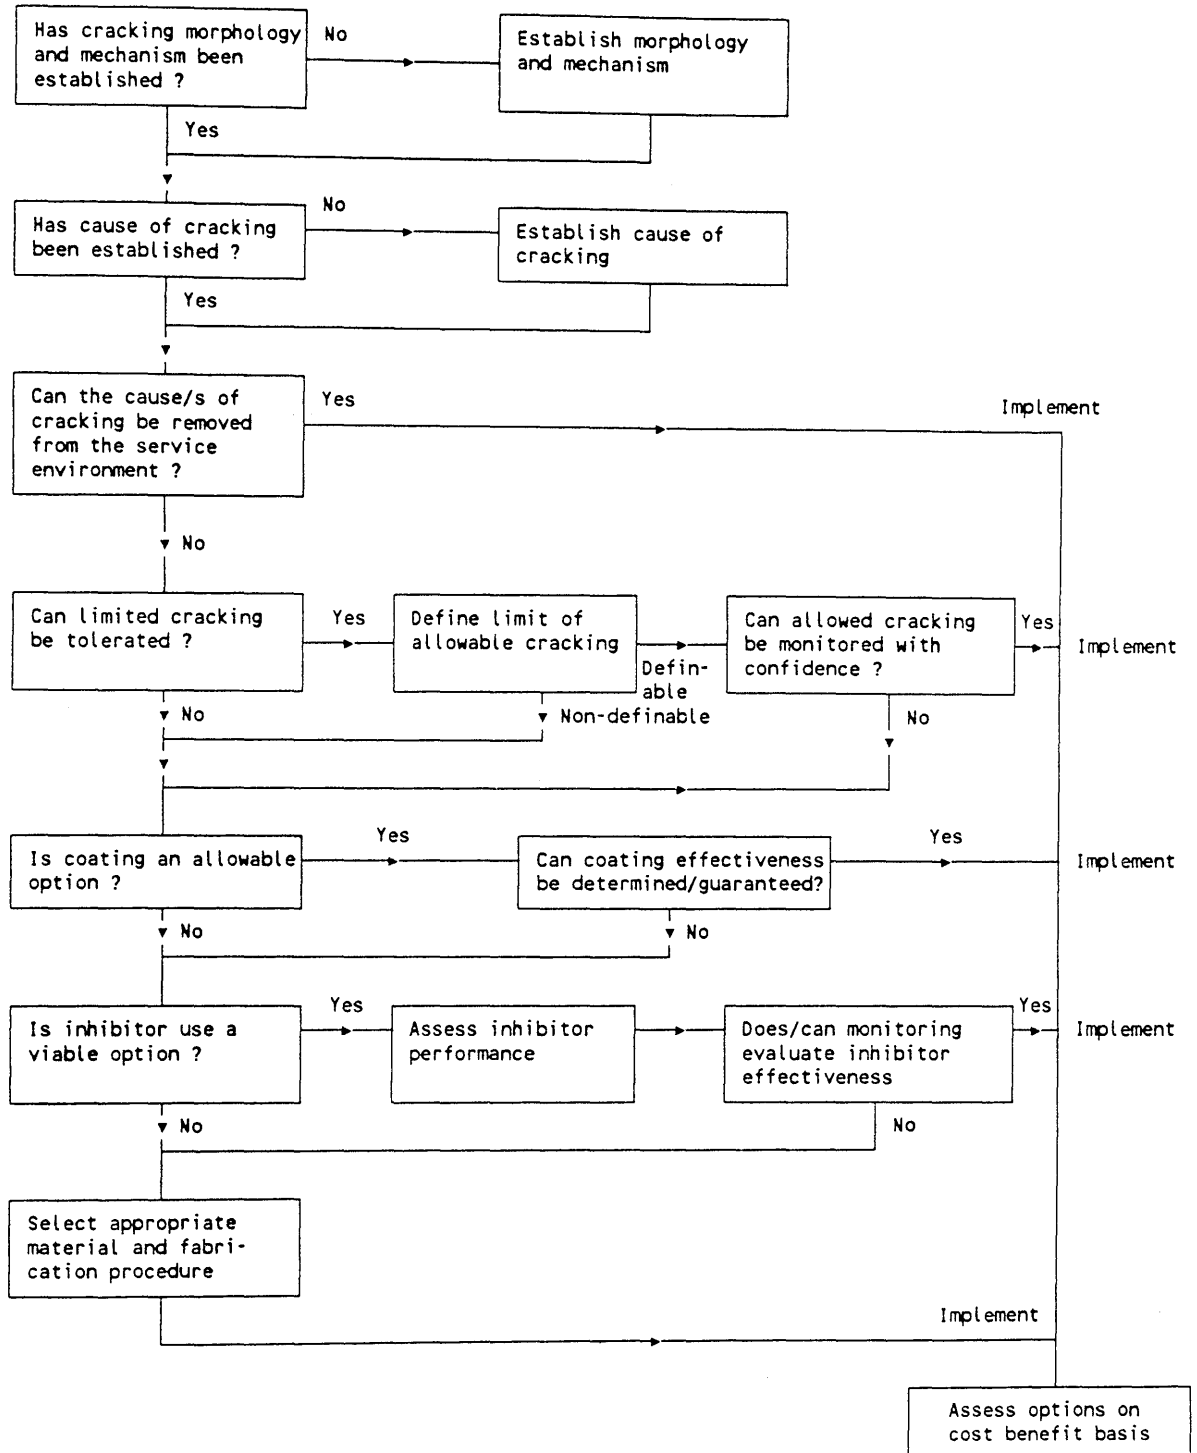 Has cracking morphology
and mechanism been
established ?
No
Establish morphology
and mechanism
Yes
Has cause of cracking
been established ?
No
Establish cause of
cracking
Yes
Can the cause/s of
cracking be removed
from the service
environment ?
Yes
Implement
No
Can limited cracking
be tolerated ?
Yes
Define limit of
allowable cracking
Defin-
able
Can allowed cracking
be monitored with
confidence ?
Yes
Implement
No
Non-definable
No
Is coating an allowable
option ?
Yes
Can coating effectiveness
be determined/guaranteed?
Yes
Implement
No
No
Is inhibitor use a
viable option ?
Yes
Assess inhibitor
performance
Does/can monitoring
evaluate inhibitor
effectiveness
Yes
Implement
No
No
Select appropriate
material and fabri-
cation procedure
Implement
Assess options on
cost benefit basis